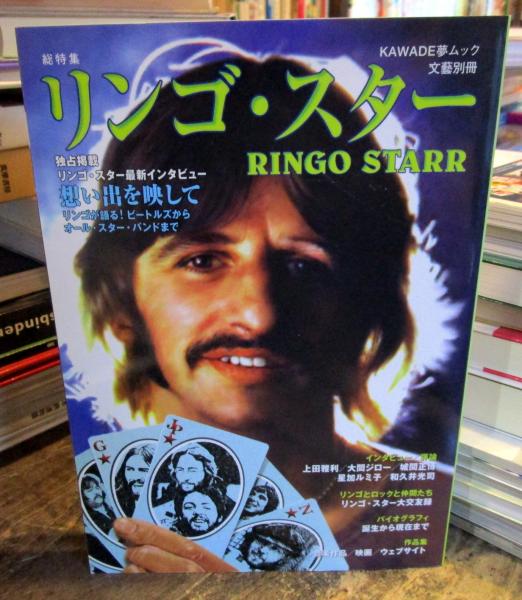 総特集
KAWADE夢ムック
文藝別冊
リンゴ・スター
RINGO STARR
独占掲載
リンゴ・スター最新インタビュー
想い出を映して
リンゴが語る!ビートルズから
オール・スター・バンドまで
G
P
Z
インタビュー/評論
上田雅利/大間ジロー/城間正博
星加ルミ子/和久井光司
リンゴとロックと仲間たち
リンゴ・スター大交友録
バイオグラフィ
誕生から現在まで
作品集
映画/ウェブサイト
sbinden